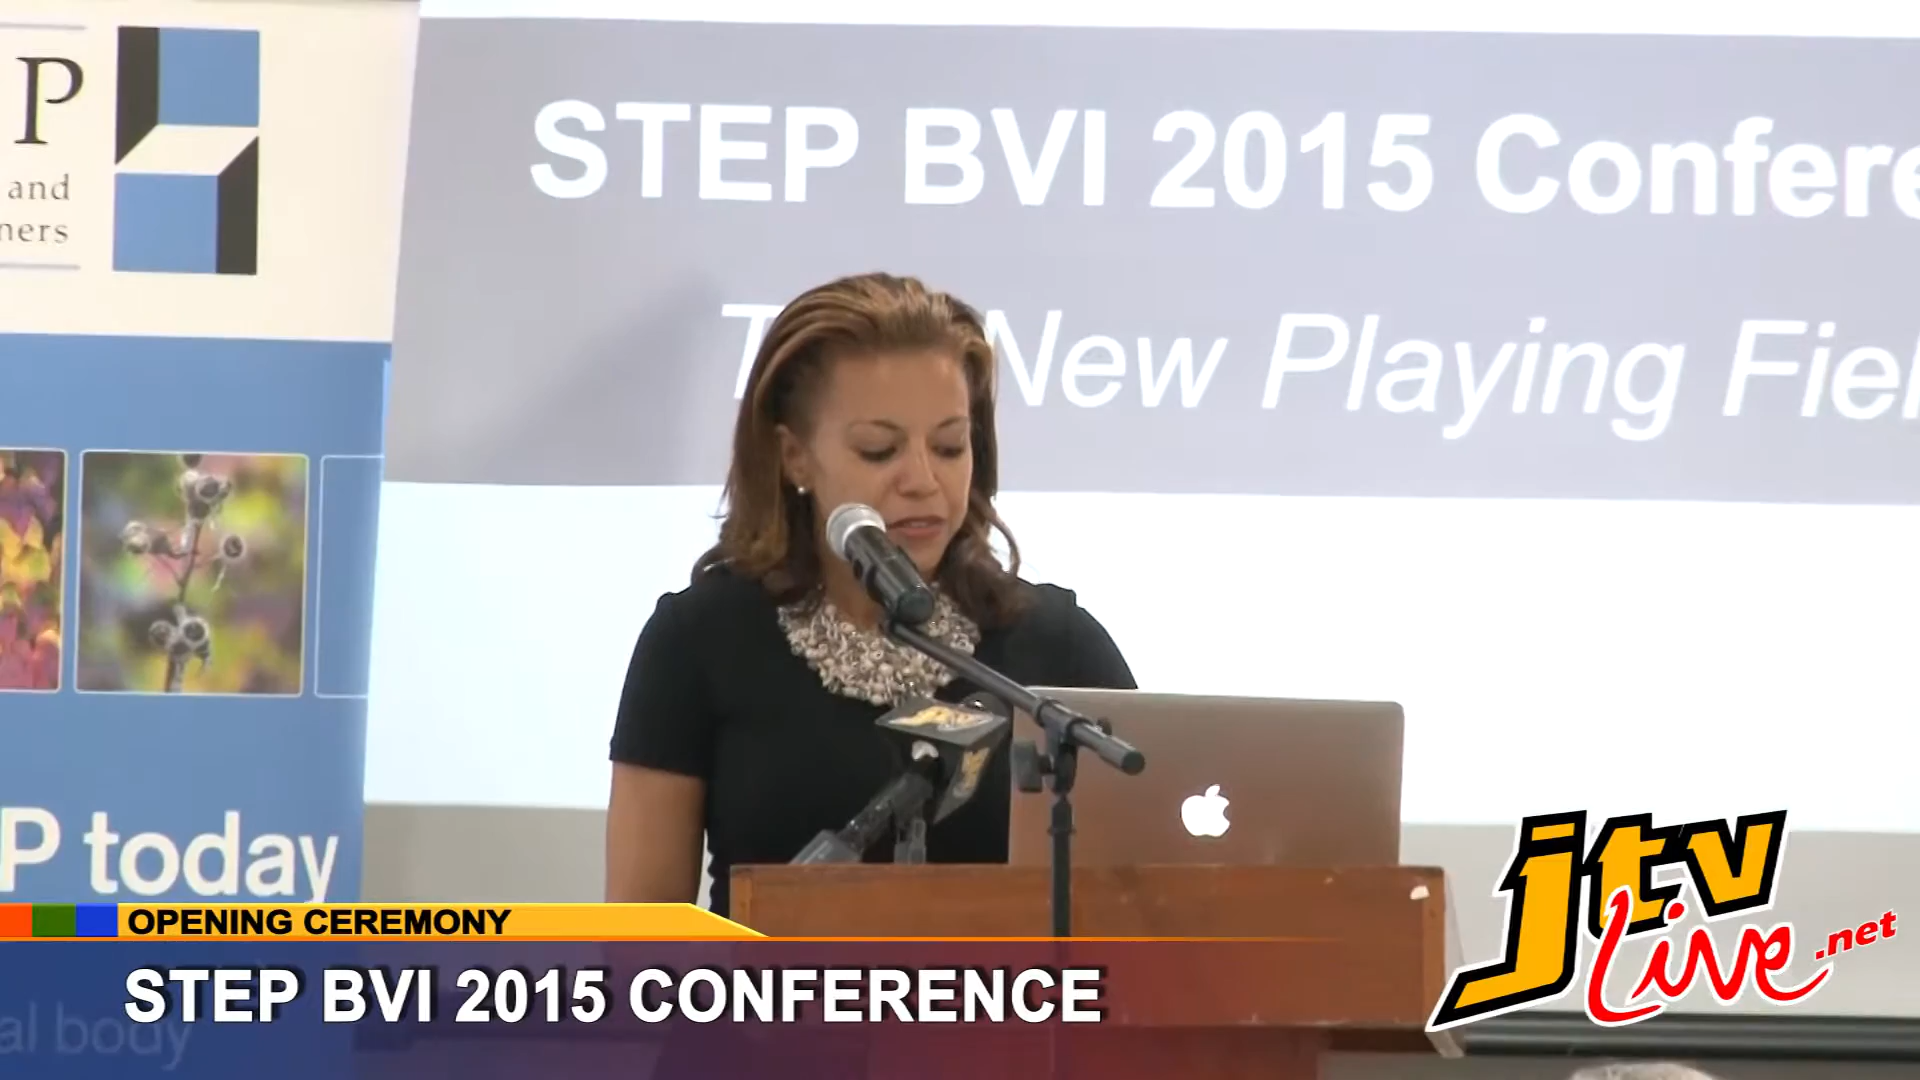 P
and
ners
STEP BVI 2015 Confere
New Playing Fiel
P today
OPENING CEREMONY
STEP BVI 2015 CONFERENCE
al body
jtv
Live.net